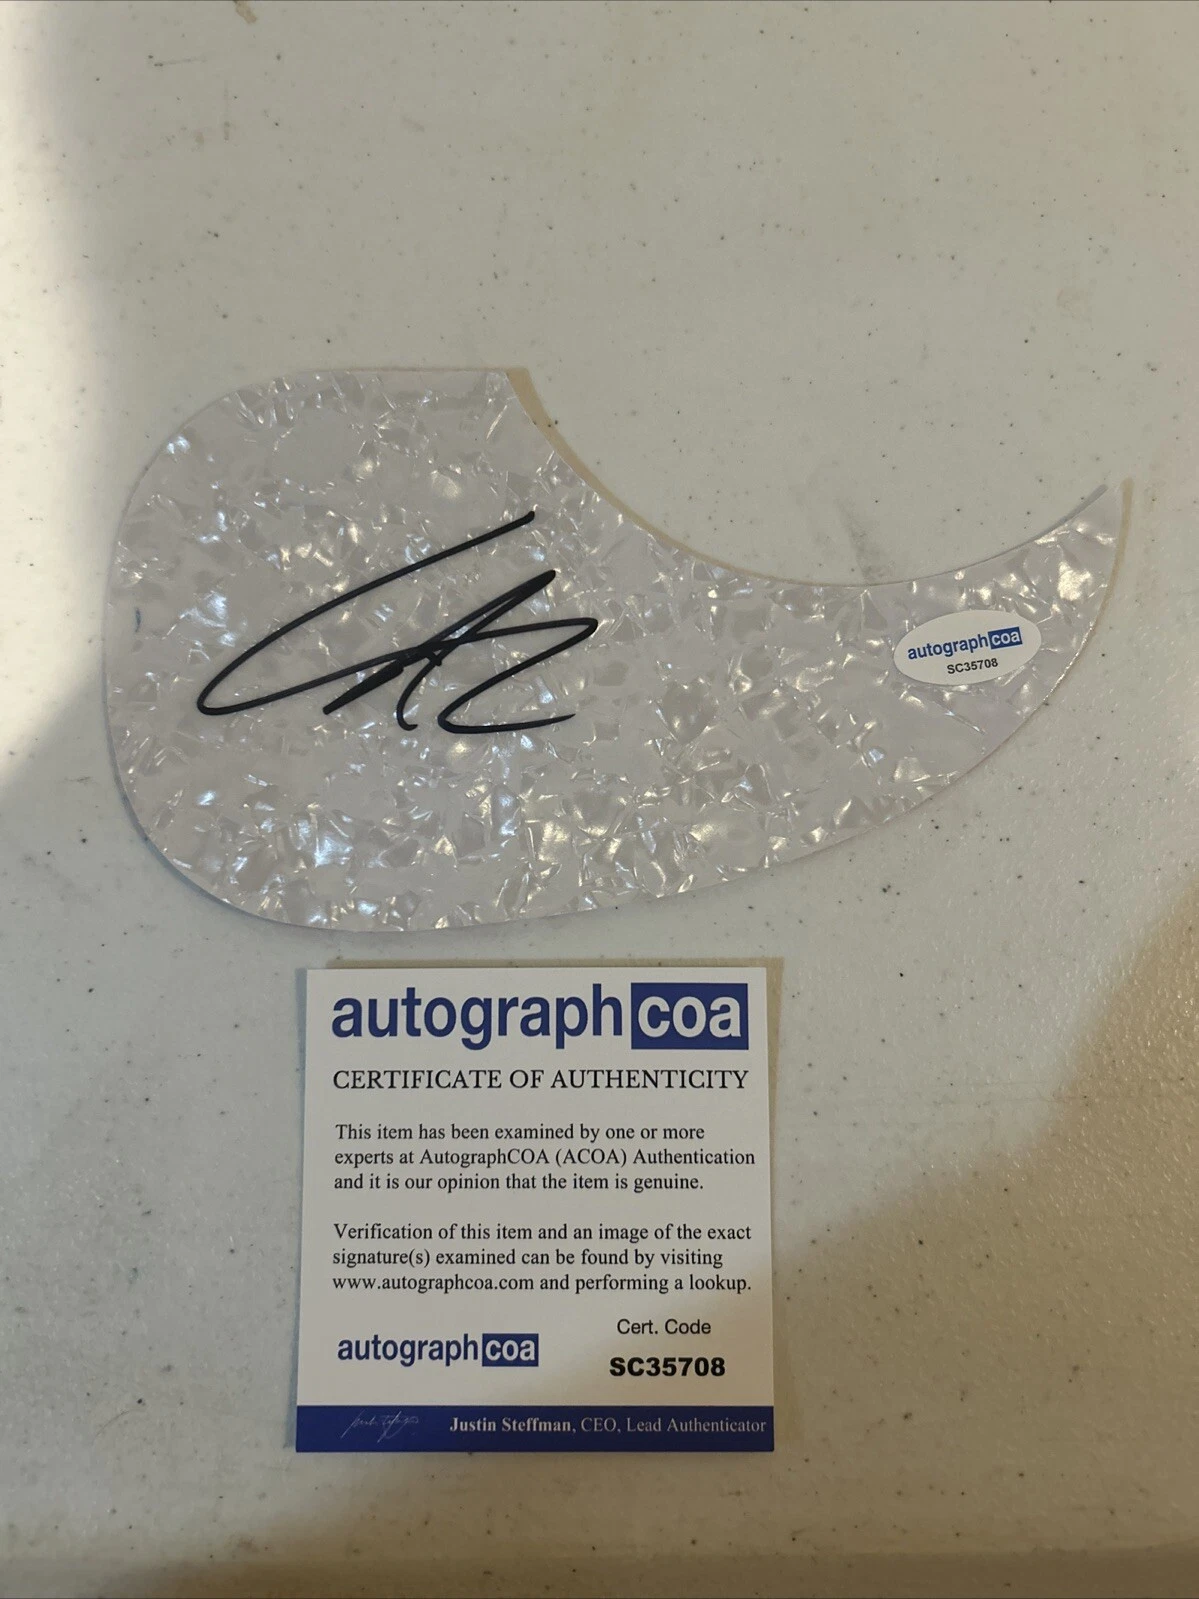 autographcoa
SC35708
autographcoa
CERTIFICATE OF AUTHENTICITY
This item has been examined by one or more
experts at AutographCOA (ACOA) Authentication
and it is our opinion that the item is genuine.
Verification of this item and an image of the exact
signature(s) examined can be found by visiting
www.autographcoa.com and performing a lookup.
Cert. Code
autographcoa
SC35708
Justin Steffman, CEO, Lead Authenticator